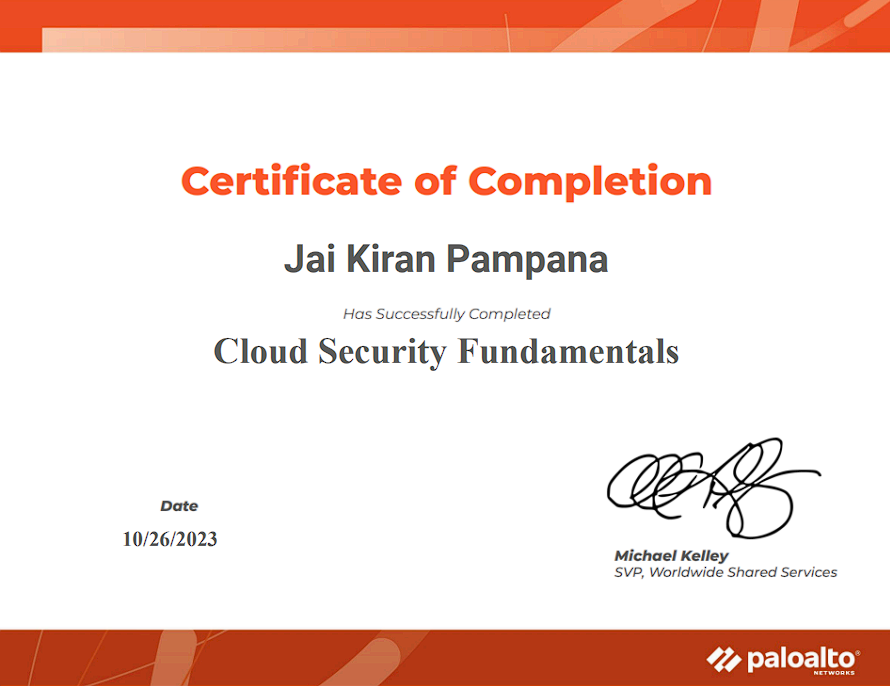 Certificate of Completion
Jai Kiran Pampana
Has Successfully Completed
Cloud Security Fundamentals
Date
10/26/2023
Michael Kelley
SVP, Worldwide Shared Services
paloalto®
NETWORKS